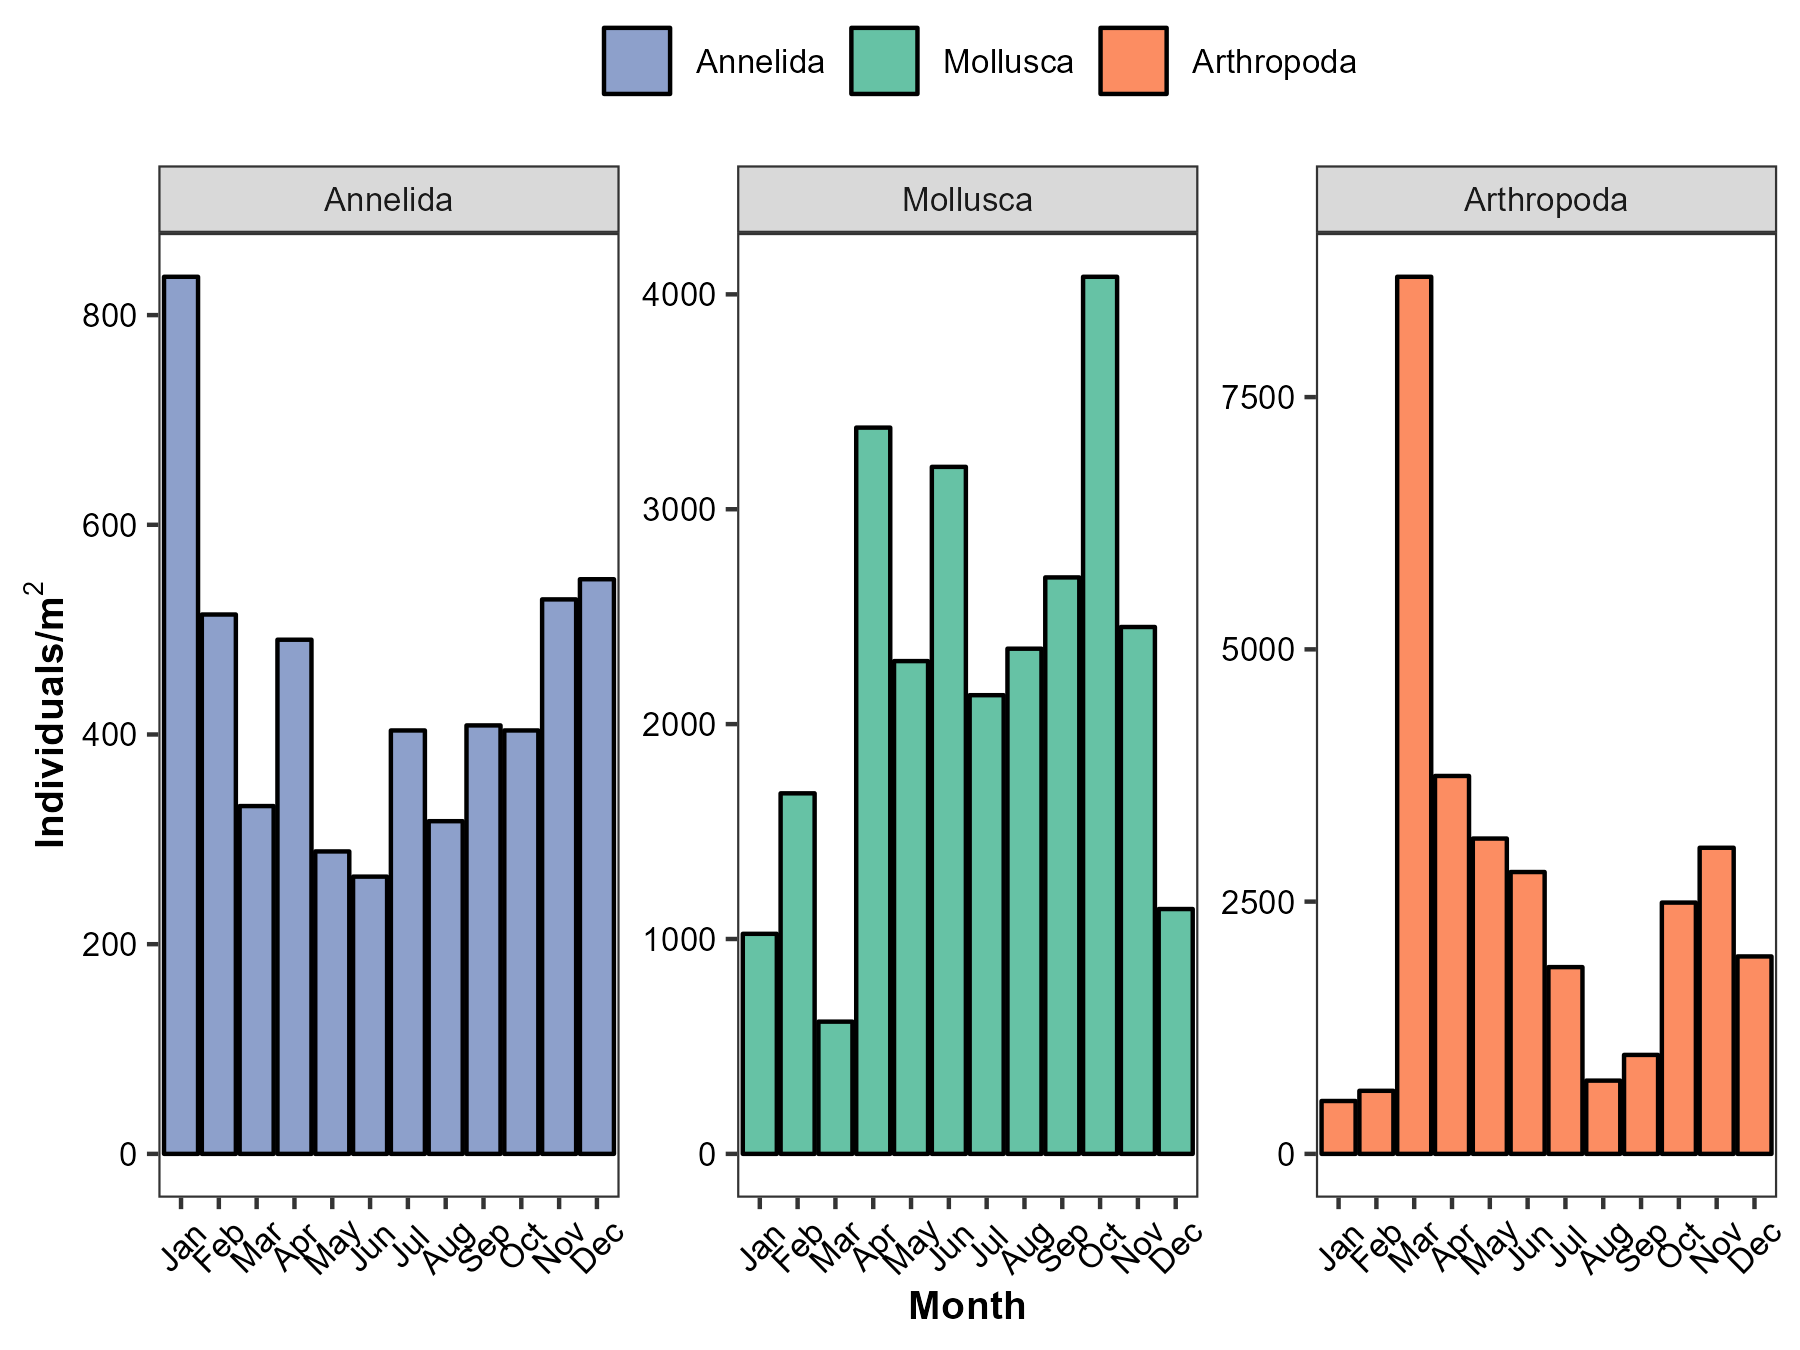 Annelida Mollusca Arthropoda
Annelida Mollusca Arthropoda
Individuals/m²
800
600
400
200
0
4000
3000
2000
1000
0
7500
5000
2500
0
Jan Feb Mar Apr May Jun Jul Aug Sep Oct Nov Dec
Jan Feb Mar Apr May Jun Jul Aug Sep Oct Nov Dec
Jan Feb Mar Apr May Jun Jul Aug Sep Oct Nov Dec
Month